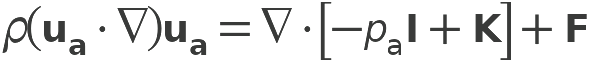 ρ(𝐮ₐ · ∇)𝐮ₐ = ∇ · [−pₐ𝐈 + 𝐊] + 𝐅